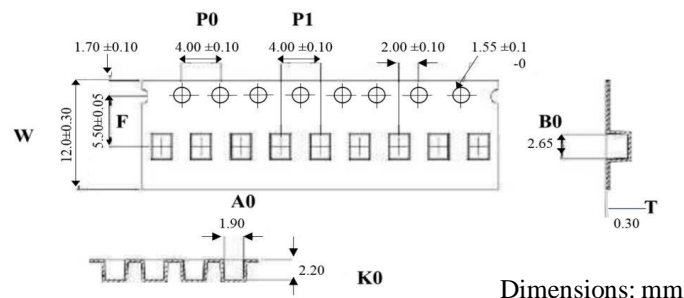 P0 P1
1.70 ±0.10 4.00 ±0.10 4.00 ±0.10 2.00 ±0.10 1.55 ±0.1
-0
W 12.0±0.30 5.50±0.05 F B0
2.65
A0 T
1.90 0.30
2.20
K0 Dimensions: mm